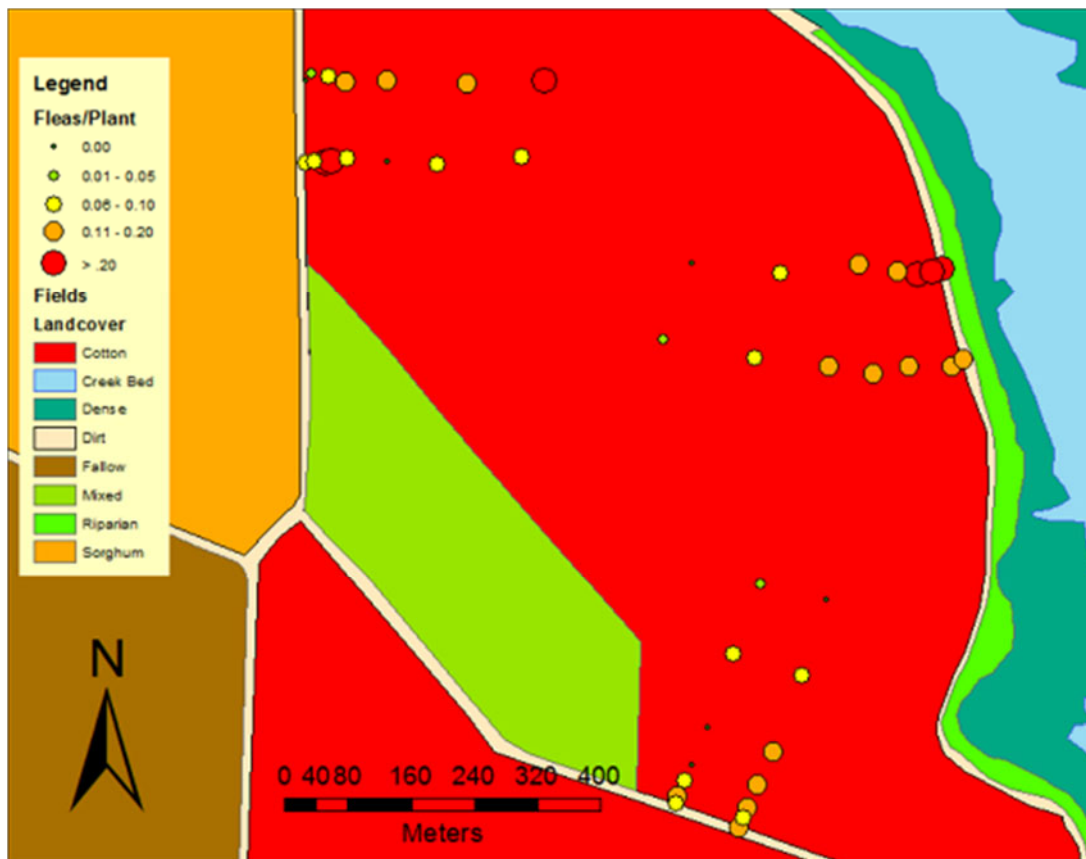 Legend
Fleas/Plant
0.00
0.01 - 0.05
0.06 - 0.10
0.11 - 0.20
> .20
Fields
Landcover
Cotton
Creek Bed
Dense
Dirt
Fallow
Mixed
Riparian
Sorghum
N
0 40 80 160 240 320 400
Meters